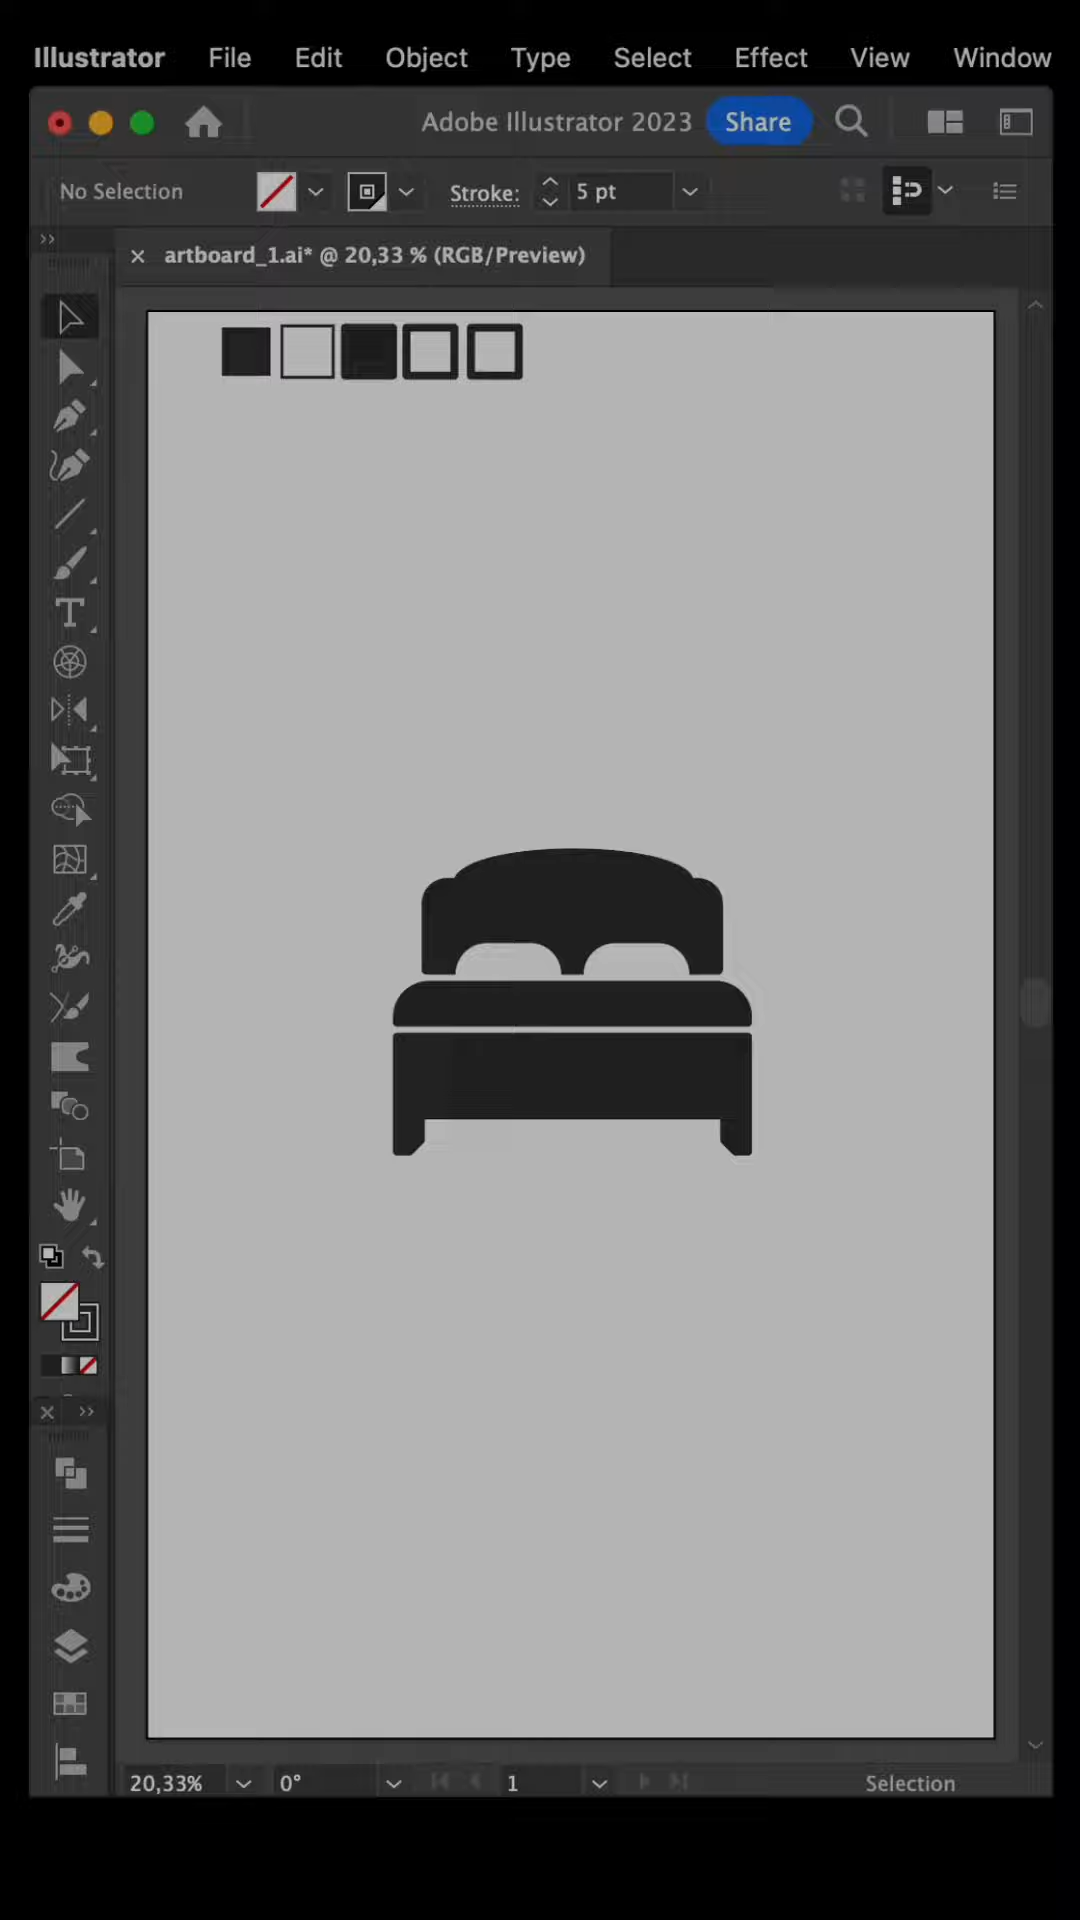 Illustrator File Edit Object Type Select Effect View Window
Adobe Illustrator 2023 Share
No Selection Stroke: 5 pt
artboard_1.ai* @ 20,33 % (RGB/Preview)
20,33% 0° 1 Selection